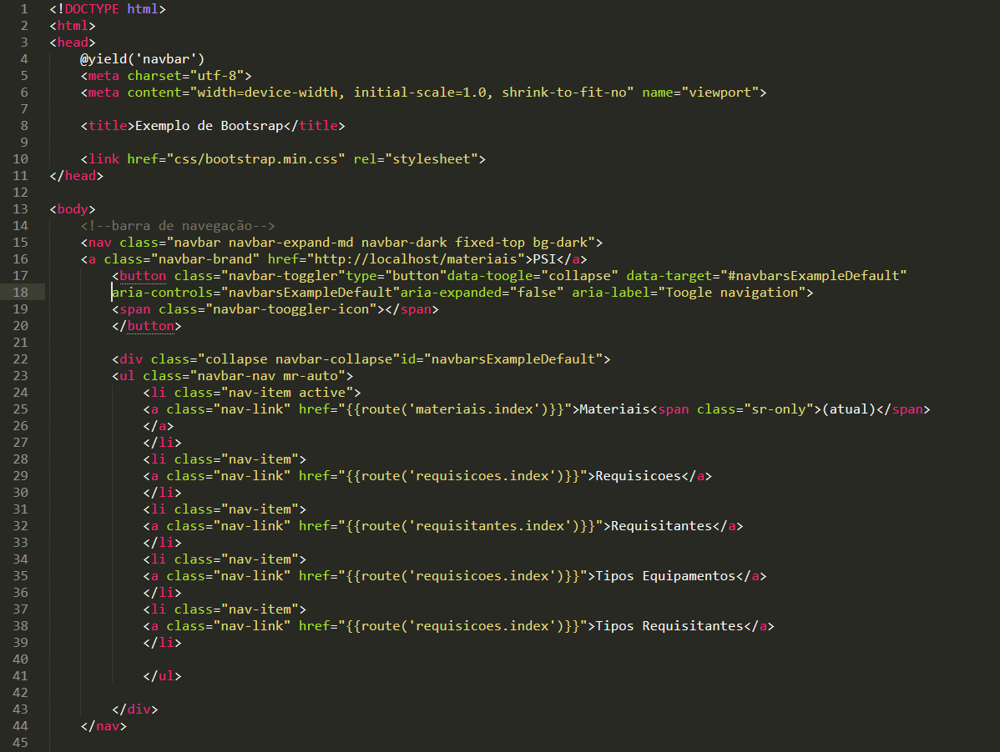 1 <!DOCTYPE html>
2 <html>
3 <head>
4 @yield('navbar')
5 <meta charset="utf-8">
6 <meta content="width=device-width, initial-scale=1.0, shrink-to-fit-no" name="viewport">
7
8 <title>Exemplo de Bootsrap</title>
9
10 <link href="css/bootstrap.min.css" rel="stylesheet">
11 </head>
12
13 <body>
14 <!--barra de navegação-->
15 <nav class="navbar navbar-expand-md navbar-dark fixed-top bg-dark">
16 <a class="navbar-brand" href="http://localhost/materiais">PSI</a>
17 <button class="navbar-toggler"type="button"data-toogle="collapse" data-target="#navbarsExampleDefault"
18 aria-controls="navbarsExampleDefault"aria-expanded="false" aria-label="Toogle navigation">
19 <span class="navbar-tooggler-icon"></span>
20 </button>
21
22 <div class="collapse navbar-collapse"id="navbarsExampleDefault">
23 <ul class="navbar-nav mr-auto">
24 <li class="nav-item active">
25 <a class="nav-link" href="{{route('materiais.index')}}">Materiais<span class="sr-only">(atual)</span>
26 </a>
27 </li>
28 <li class="nav-item">
29 <a class="nav-link" href="{{route('requisicoes.index')}}">Requisicoes</a>
30 </li>
31 <li class="nav-item">
32 <a class="nav-link" href="{{route('requisitantes.index')}}">Requisitantes</a>
33 </li>
34 <li class="nav-item">
35 <a class="nav-link" href="{{route('requisicoes.index')}}">Tipos Equipamentos</a>
36 </li>
37 <li class="nav-item">
38 <a class="nav-link" href="{{route('requisicoes.index')}}">Tipos Requisitantes</a>
39 </li>
40
41 </ul>
42
43 </div>
44 </nav>
45